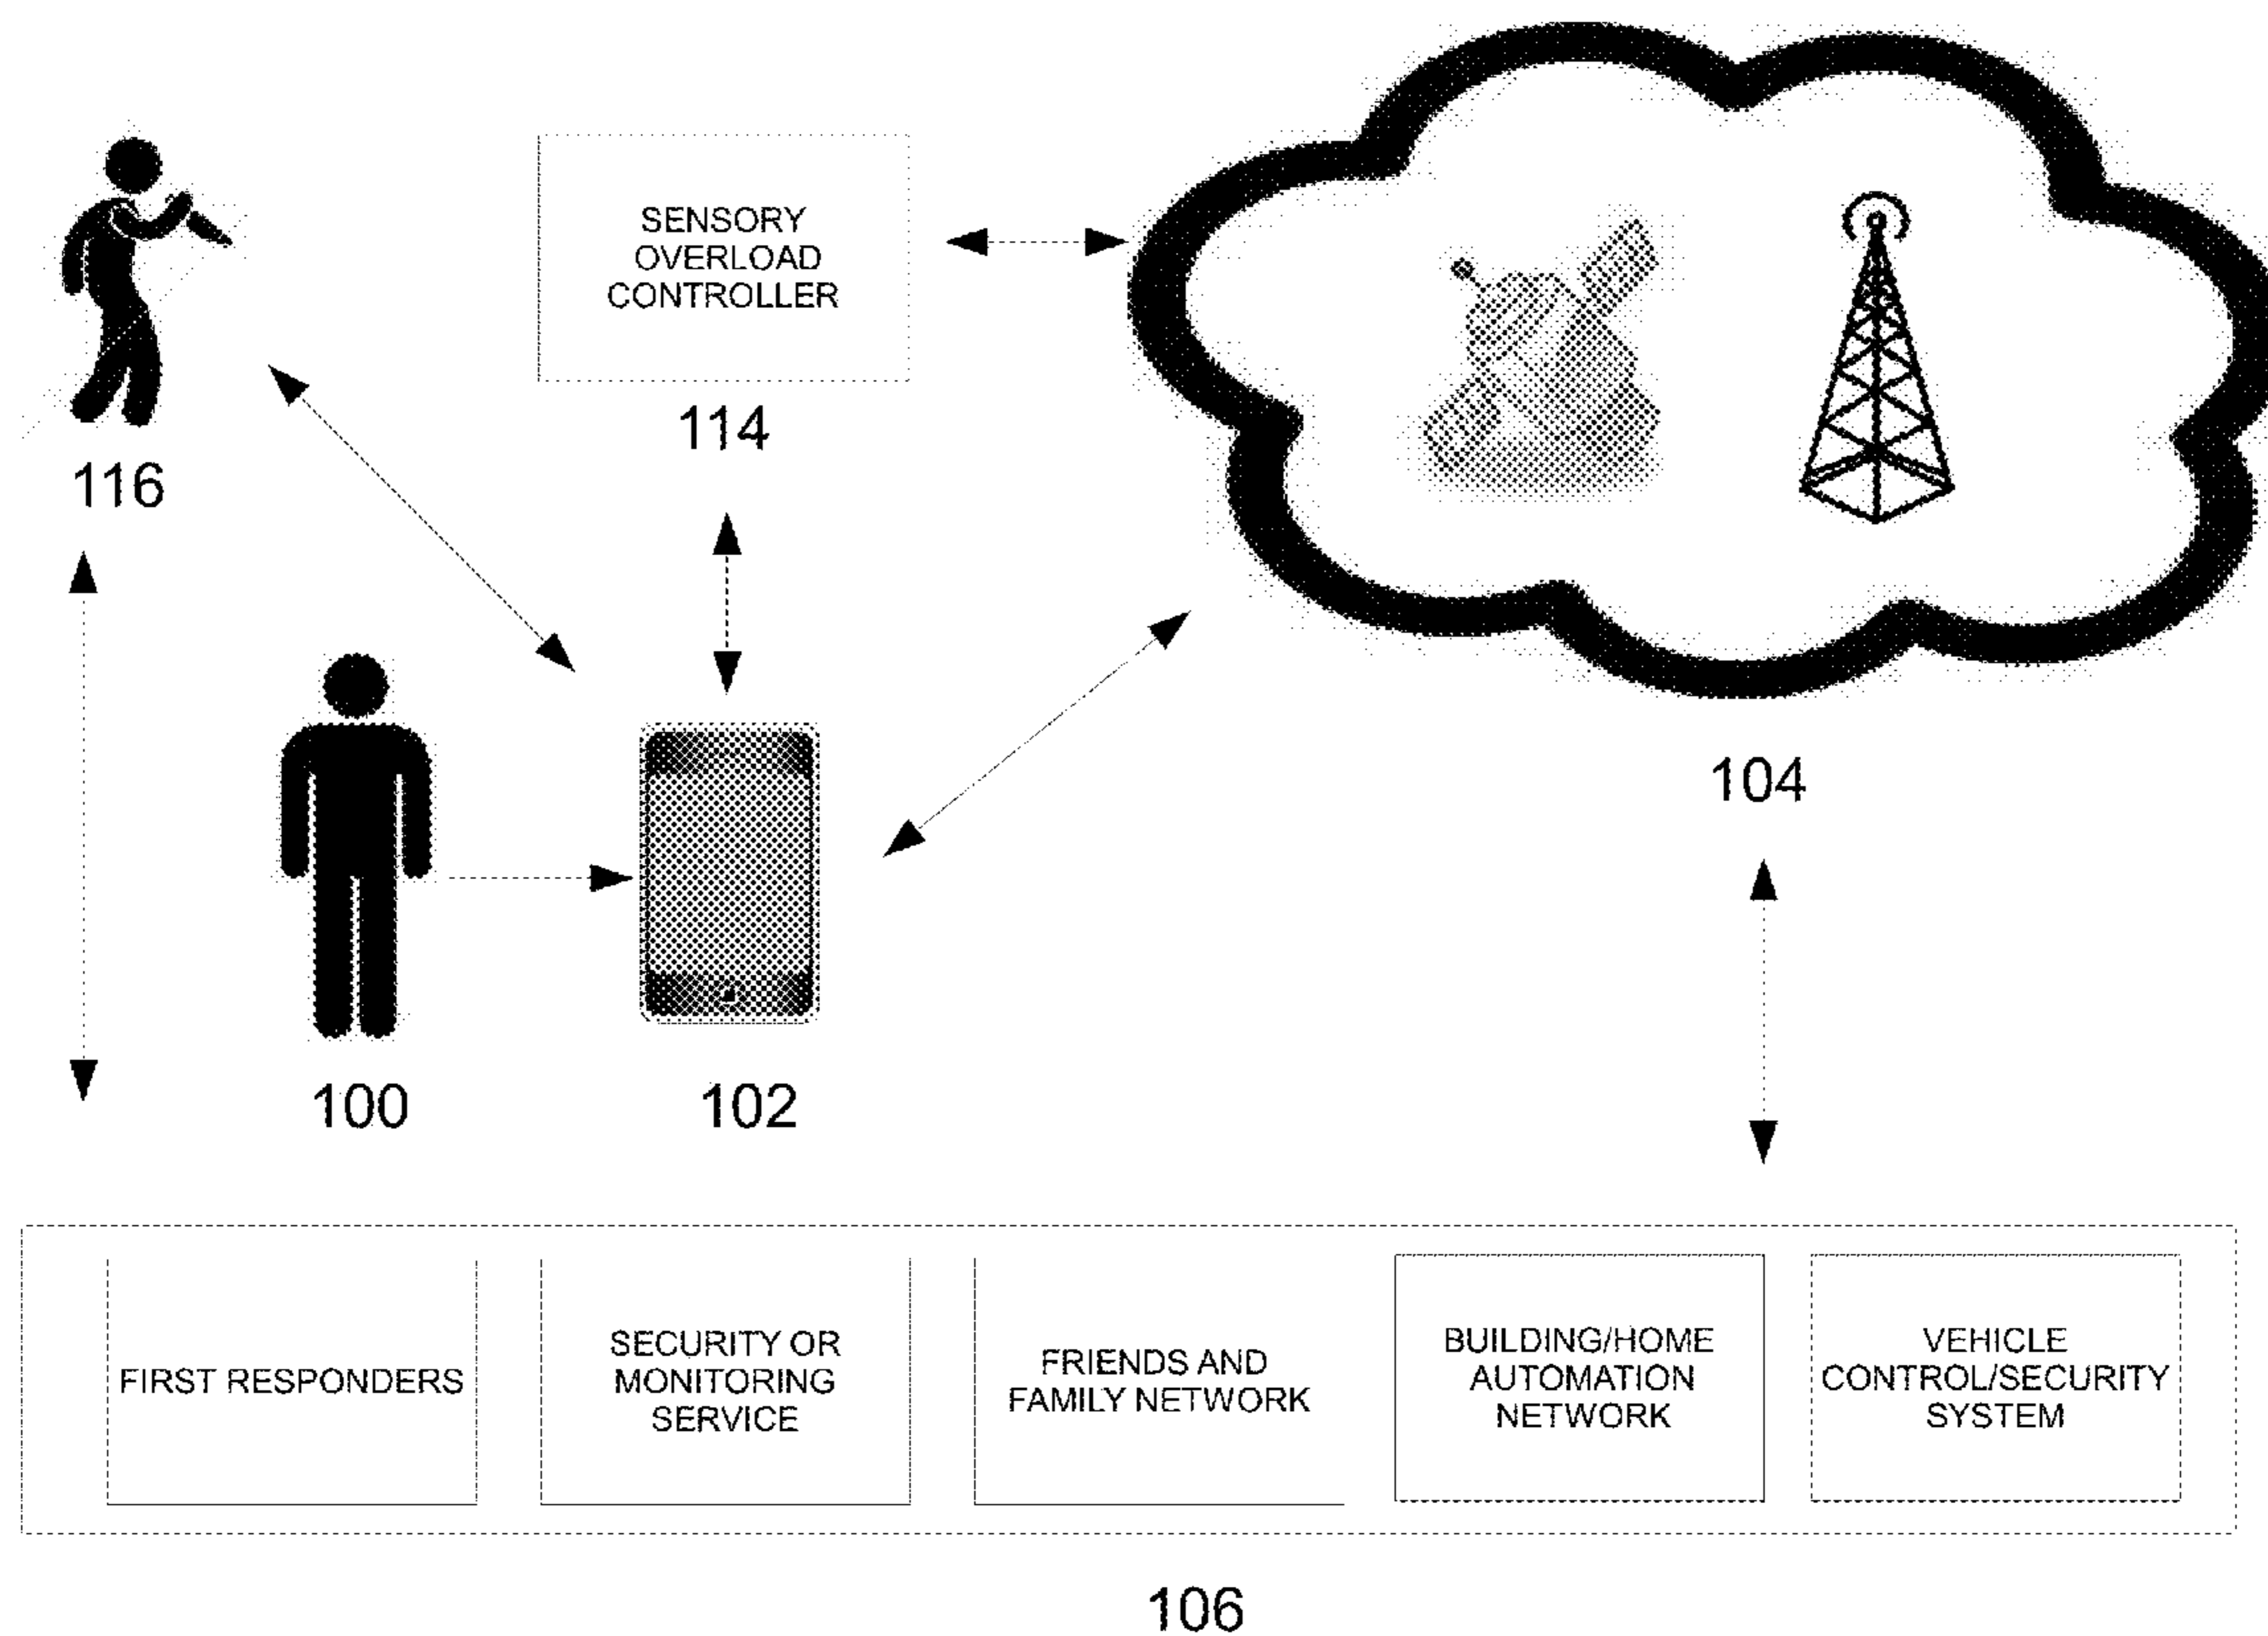 SENSORY
OVERLOAD
CONTROLLER
114
116
104
100
102
FIRST RESPONDERS
SECURITY OR
MONITORING
SERVICE
FRIENDS AND
FAMILY NETWORK
BUILDING/HOME
AUTOMATION
NETWORK
VEHICLE
CONTROL/SECURITY
SYSTEM
106